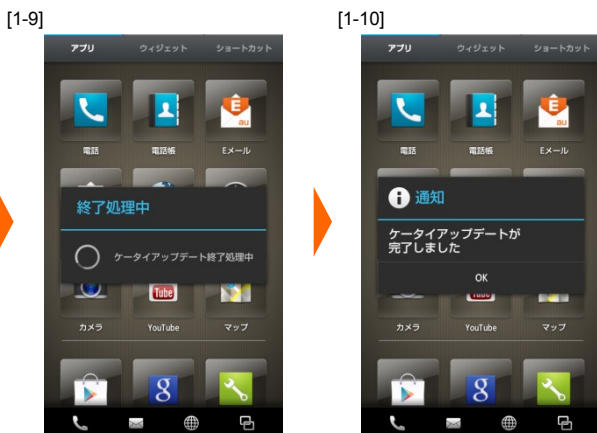 [1-9]
アプリ ウィジェット ショートカット
E
au
電話 電話帳 Eメール
終了処理中
ケータイアップデート終了処理中
Tube
カメラ YouTube マップ
g
[1-10]
アプリ ウィジェット ショートカット
E
au
電話 電話帳 Eメール
通知
ケータイアップデートが
完了しました
OK
カメラ YouTube マップ
g